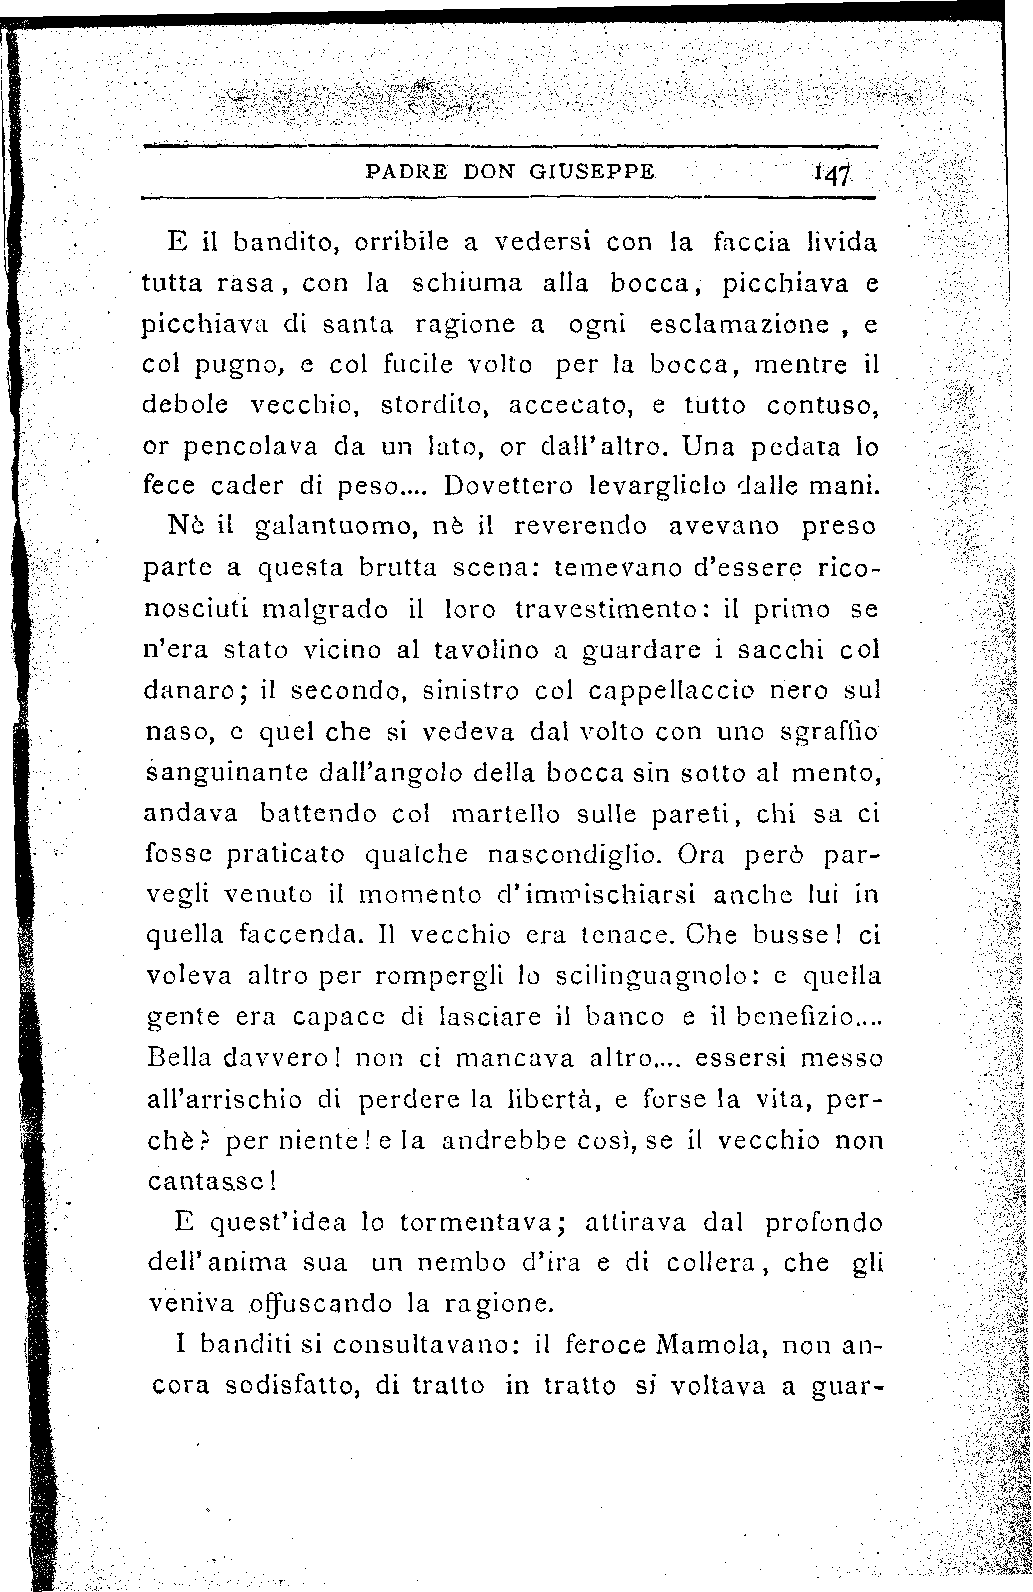 PADRE DON GIUSEPPE 147
E il bandito, orribile a vedersi con la faccia livida
tutta rasa, con la schiuma alla bocca, picchiava e
picchiava di santa ragione a ogni esclamazione, e
col pugno, e col fucile volto per la bocca, mentre il
debole vecchio, stordito, accecato, e tutto contuso,
or pencolava da un lato, or dall'altro. Una pedata lo
fece cader di peso.... Dovettero levarglielo dalle mani.
Nè il galantuomo, nè il reverendo avevano preso
parte a questa brutta scena: temevano d'essere rico-
nosciuti malgrado il loro travestimento: il primo se
n'era stato vicino al tavolino a guardare i sacchi col
danaro; il secondo, sinistro col cappellaccio nero sul
naso, e quel che si vedeva dal volto con uno sgraffio
sanguinante dall'angolo della bocca sin sotto al mento,
andava battendo col martello sulle pareti, chi sa ci
fosse praticato qualche nascondiglio. Ora però par-
vegli venuto il momento d'immischiarsi anche lui in
quella faccenda. Il vecchio era tenace. Che busse! ci
voleva altro per rompergli lo scilinguagnolo: e quella
gente era capace di lasciare il banco e il benefizio....
Bella davvero! non ci mancava altro.... essersi messo
all'arrischio di perdere la libertà, e forse la vita, per-
chè? per niente! e la andrebbe così, se il vecchio non
cantasse!
E quest'idea lo tormentava; attirava dal profondo
dell'anima sua un nembo d'ira e di collera, che gli
veniva offuscando la ragione.
I banditi si consultavano: il feroce Mamola, non an-
cora sodisfatto, di tratto in tratto si voltava a guar-